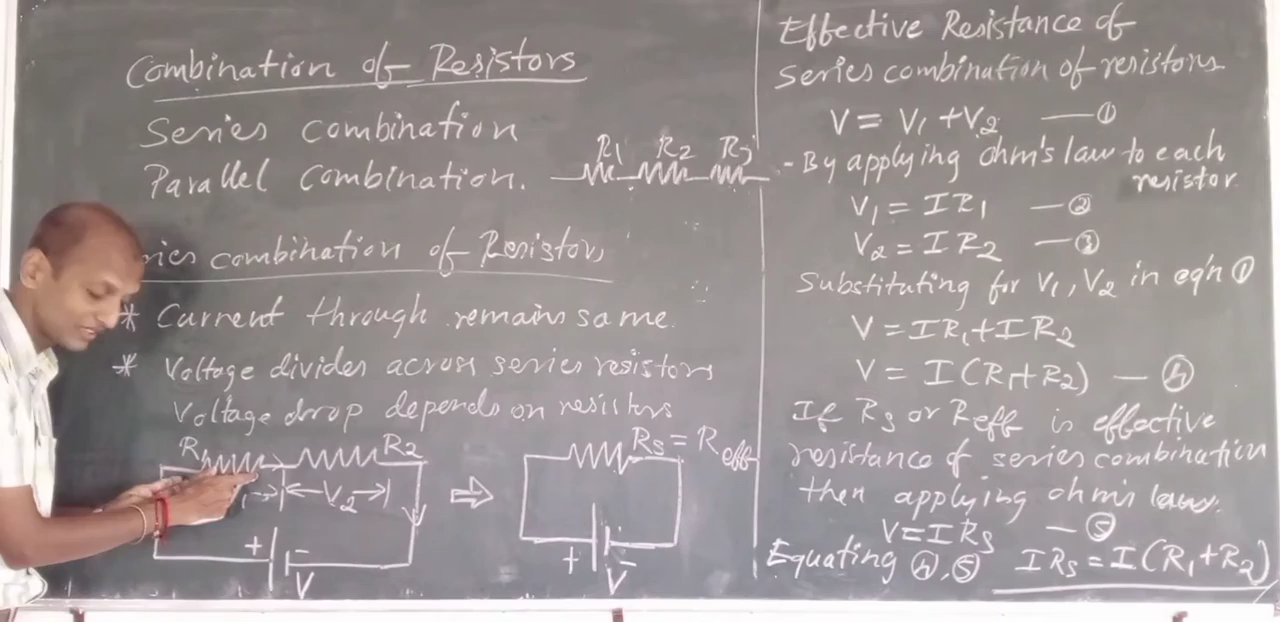 Combination of Resistors
Series combination
Parallel Combination.
R1 R2 R3
ries combination of Resistors
* Current through remains same.
* Voltage divides across series resistors
Voltage drop depends on resistors
R R2
V2
+ -
V
Rs = Reff
+ -
V
Effective Resistance of
series combination of resistors
V = V1 + V2 — ①
- By applying ohm's law to each
resistor
V1 = IR1 — ②
V2 = IR2 — ③
Substituting for V1, V2 in eq'n ①
V = IR1 + IR2
V = I(R1+R2) — ④
If Rs or Reff is effective
resistance of series combination
then applying ohm's law.
V = IRs — ⑤
Equating ④, ⑤ IRs = I(R1+R2)